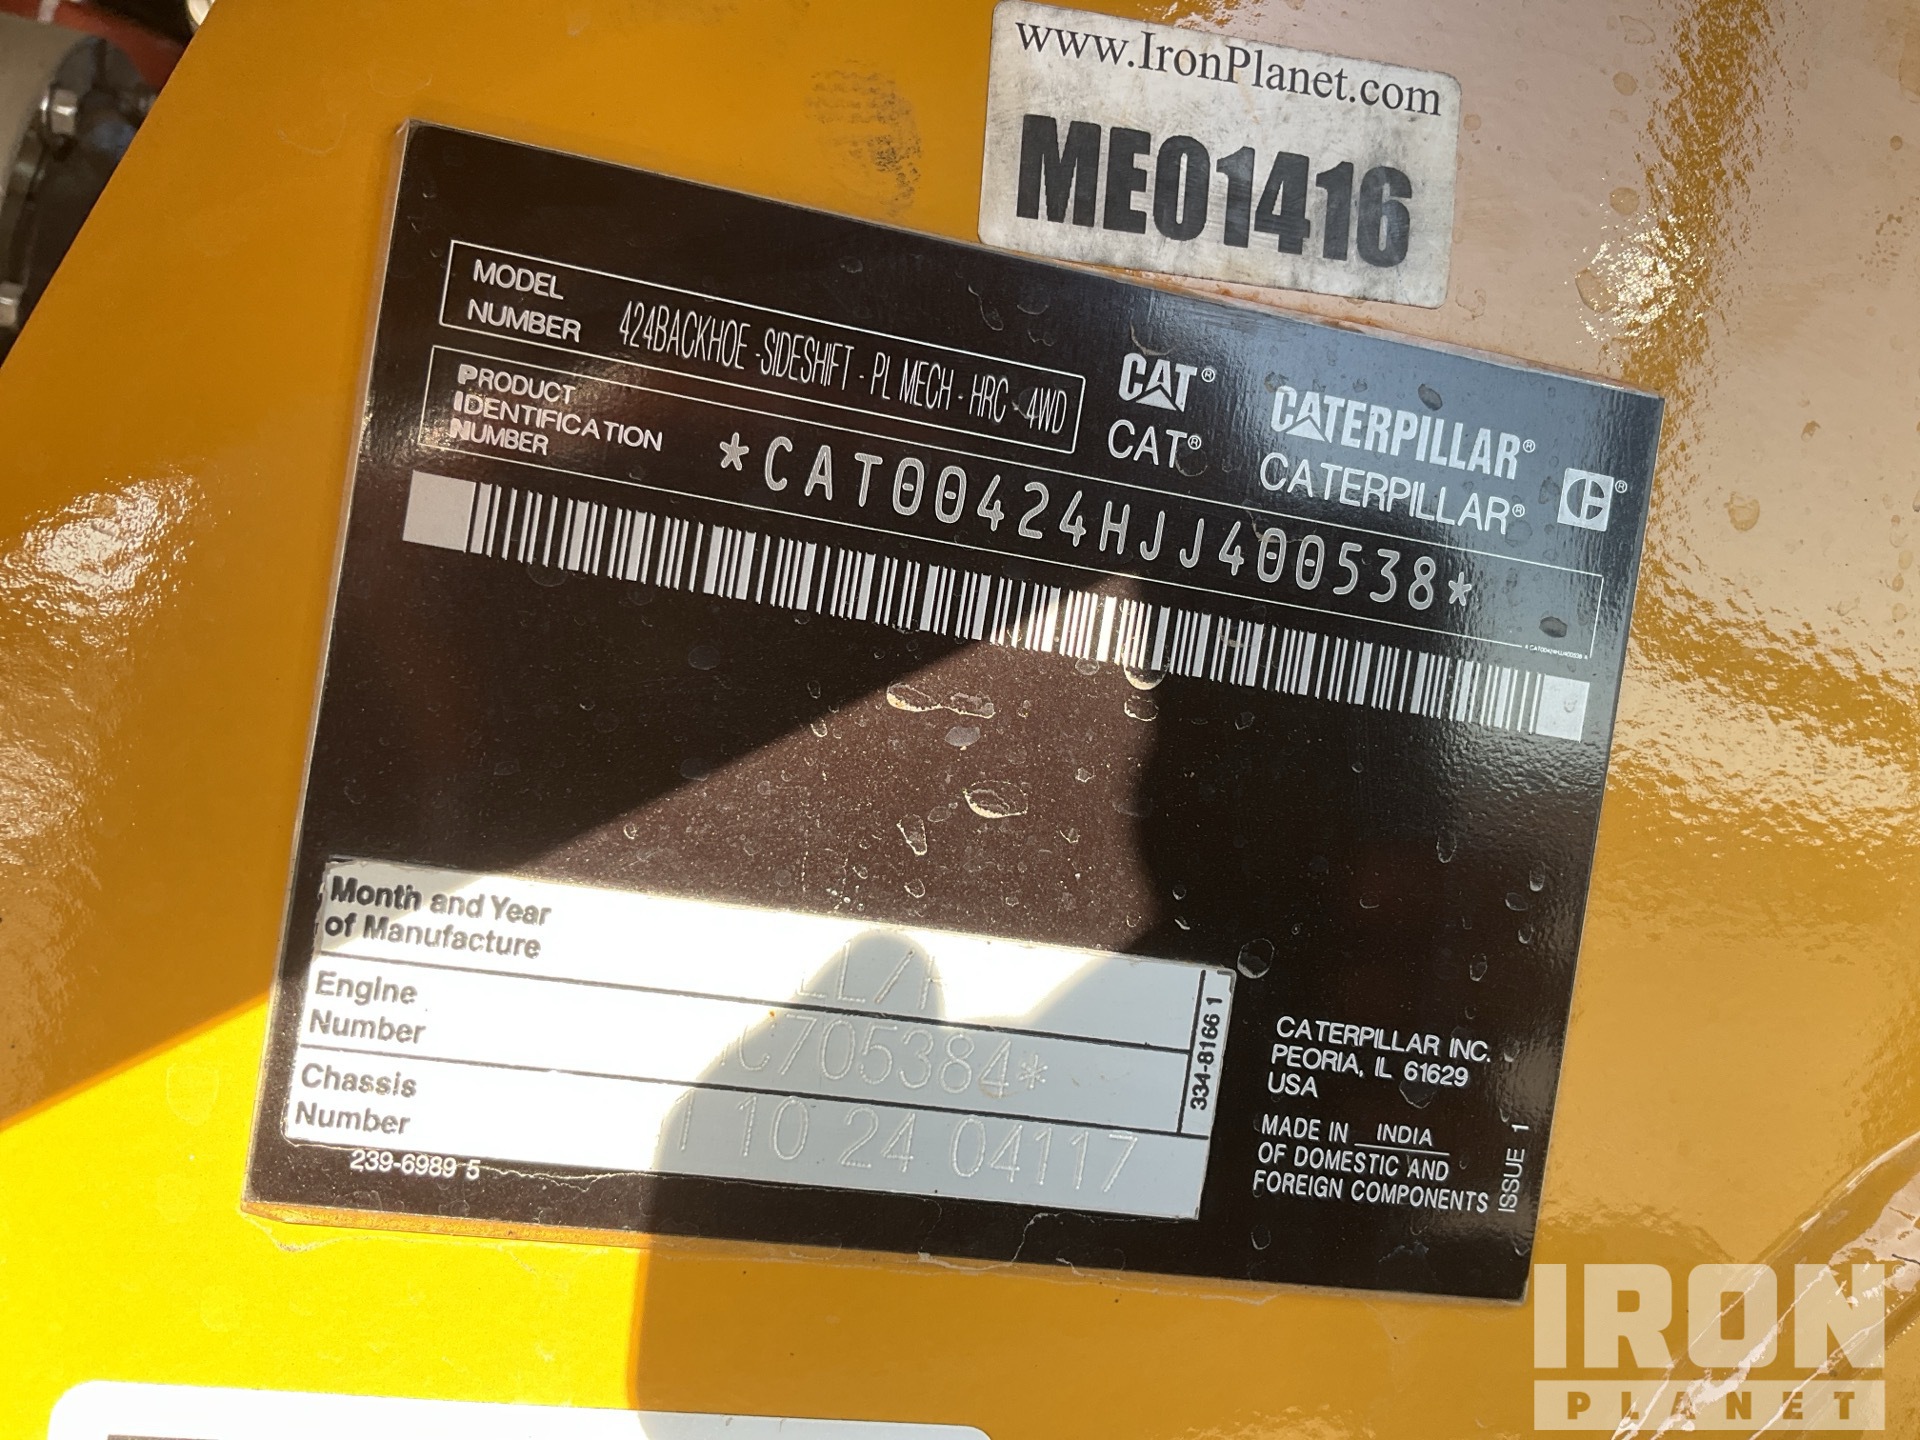 www.IronPlanet.com
ME01416
MODEL
NUMBER
424BACKHOE -SIDESHIFT - PL MECH - HRC - 4WD
CAT®
CAT®
CATERPILLAR®
CATERPILLAR®
PRODUCT
IDENTIFICATION
NUMBER
*CAT00424HJJ400538*
* CAT00424HJJ400538 *
Month and Year
of Manufacture
Engine
Number
C705384*
Chassis
Number
1 10 24 04117
334-8166 1
239-6989 5
CATERPILLAR INC.
PEORIA, IL 61629
USA
MADE IN INDIA
OF DOMESTIC AND
FOREIGN COMPONENTS
ISSUE 1
IRON
PLANET